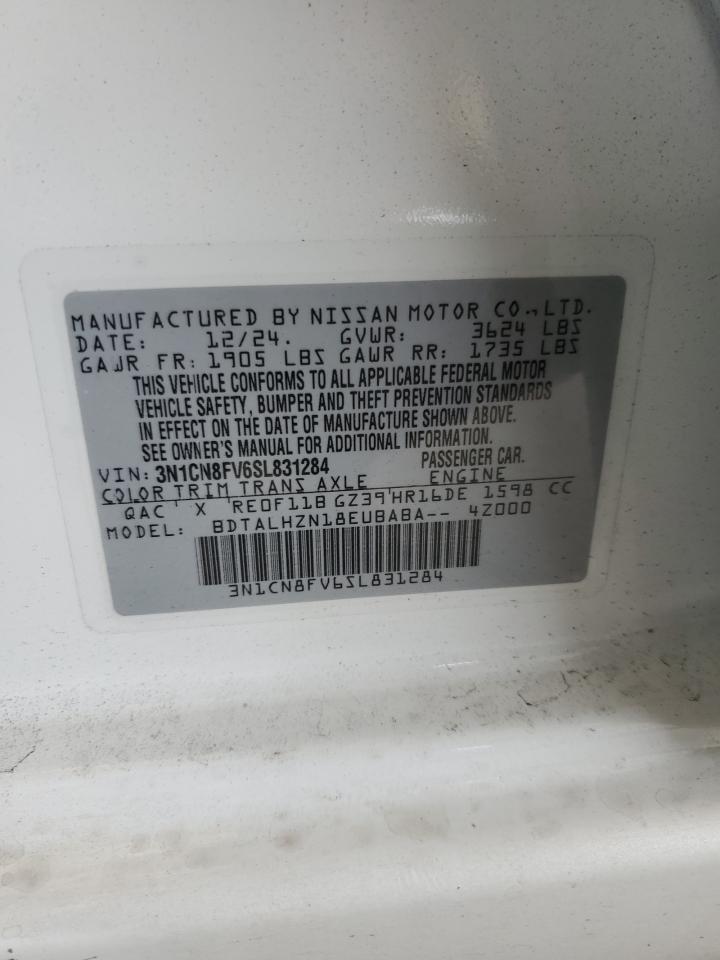 MANUFACTURED BY NISSAN MOTOR CO.,LTD.
DATE: 12/24. GVWR: 3624 LBS
GAWR FR: 1905 LBS GAWR RR: 1735 LBS
THIS VEHICLE CONFORMS TO ALL APPLICABLE FEDERAL MOTOR
VEHICLE SAFETY, BUMPER AND THEFT PREVENTION STANDARDS
IN EFFECT ON THE DATE OF MANUFACTURE SHOWN ABOVE.
SEE OWNER'S MANUAL FOR ADDITIONAL INFORMATION.
VIN: 3N1CN8FV6SL831284 PASSENGER CAR.
COLOR TRIM TRANS AXLE ENGINE
QAC X RE0F11B GZ39 HR16DE 1598 CC
MODEL: BDTALHZN18EUBABA-- 4Z000
3N1CN8FV6SL831284